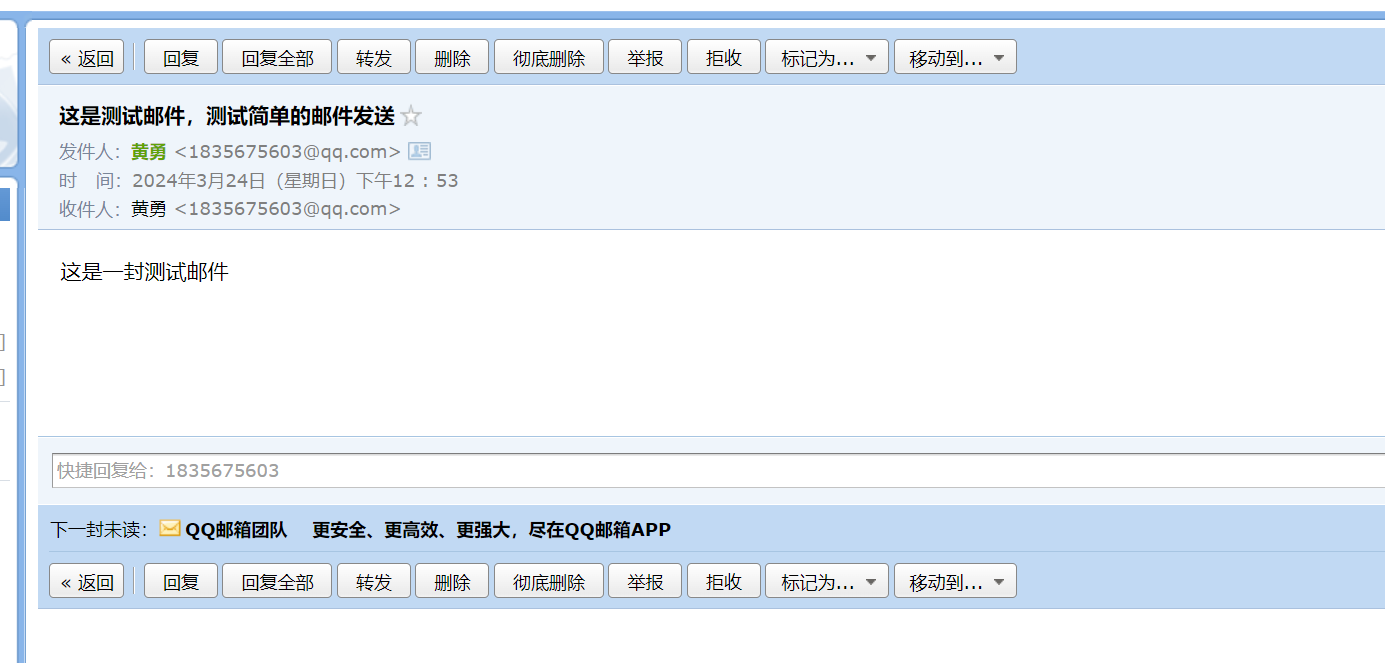 « 返回 回复 回复全部 转发 删除 彻底删除 举报 拒收 标记为... 移动到...
这是测试邮件，测试简单的邮件发送
发件人：黄勇 <1835675603@qq.com>
时 间：2024年3月24日（星期日）下午12：53
收件人：黄勇 <1835675603@qq.com>
这是一封测试邮件
快捷回复给：1835675603
下一封未读： QQ邮箱团队 更安全、更高效、更强大，尽在QQ邮箱APP
« 返回 回复 回复全部 转发 删除 彻底删除 举报 拒收 标记为... 移动到...